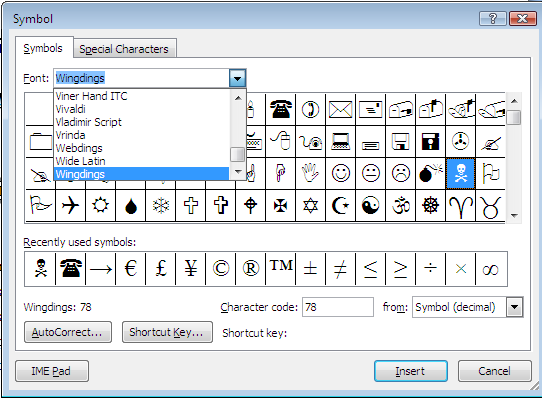 Symbol
Symbols Special Characters
Font: Wingdings
Viner Hand ITC
Vivaldi
Vladimir Script
Vrinda
Webdings
Wide Latin
Wingdings
Recently used symbols:
☠ ☎ → € £ ¥ © ® ™ ± ≠ ≤ ≥ ÷ × ∞
Wingdings: 78 Character code: 78 from: Symbol (decimal)
AutoCorrect... Shortcut Key... Shortcut key:
IME Pad Insert Cancel